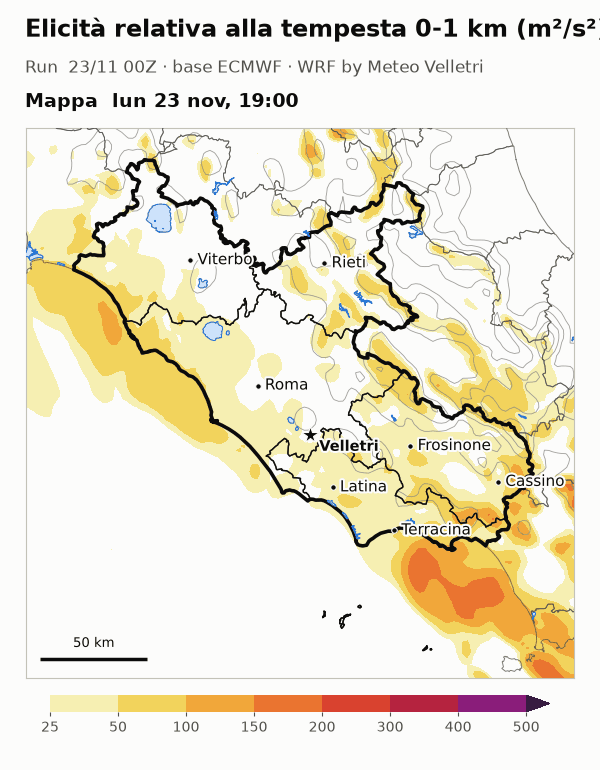 Elicità relativa alla tempesta 0-1 km (m²/s²)
Run 23/11 00Z · base ECMWF · WRF by Meteo Velletri
Mappa lun 23 nov, 19:00
Viterbo
Rieti
Roma
Velletri
Frosinone
Cassino
Latina
Terracina
50 km
25 50 100 150 200 300 400 500